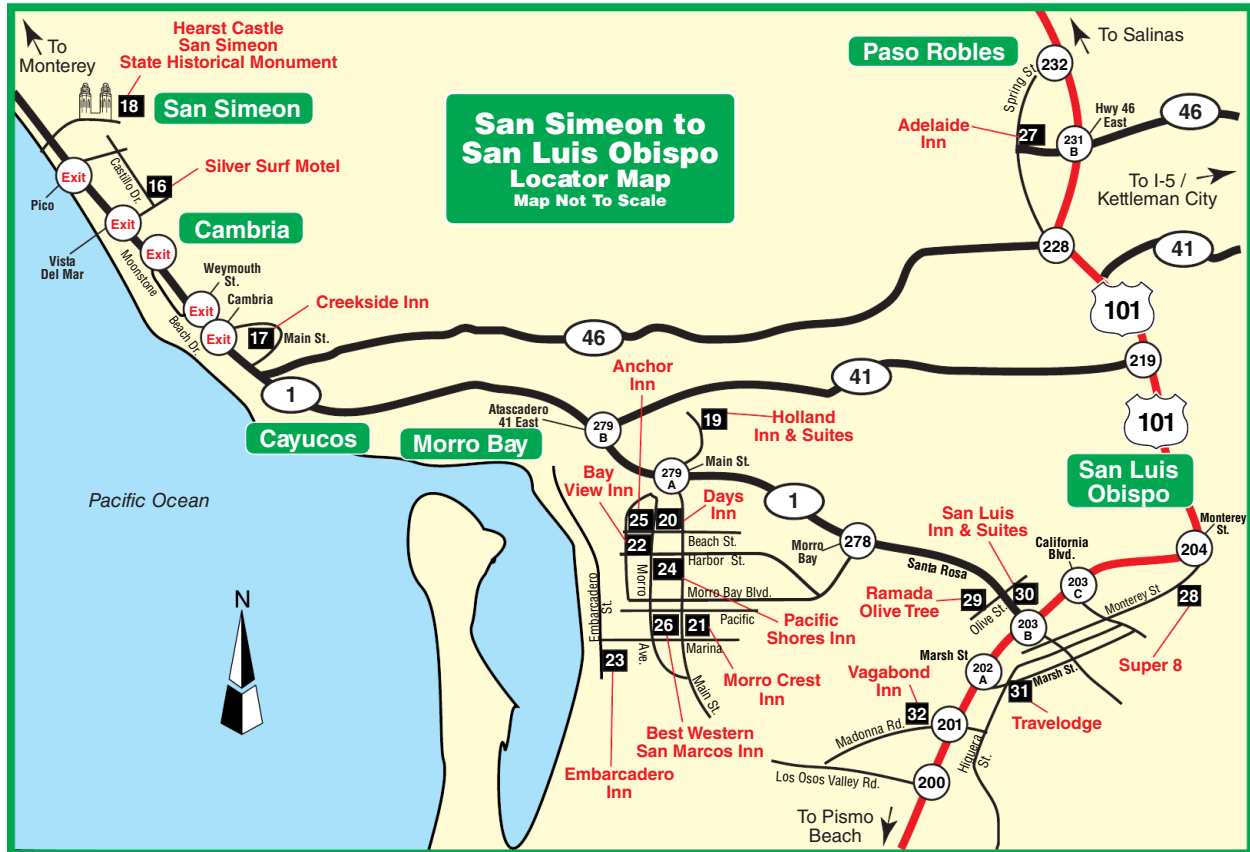 To
Monterey
Hearst Castle
San Simeon
State Historical Monument
18
San Simeon
Castillo Dr.
16
Silver Surf Motel
Exit
Pico
Exit
Vista
Del Mar
Cambria
Exit
Moonstone
Beach Dr.
Weymouth
St.
Exit
Cambria
Exit
17
Main St.
Creekside Inn
San Simeon to
San Luis Obispo
Locator Map
Map Not To Scale
Paso Robles
To Salinas
232
Spring St.
Adelaide
Inn
27
Hwy 46
East
231
B
46
To I-5 /
Kettleman City
228
41
101
46
219
41
101
1
Cayucos
Morro Bay
Atascadero
41 East
279
B
Anchor
Inn
19
Holland
Inn & Suites
279
A
Main St.
Bay
View Inn
Days
Inn
1
25
20
22
Beach St.
Harbor St.
24
Morro
Ave.
Morro Bay Blvd.
Pacific
26
21
Marina
Main St.
Embarcadero
St.
23
Pacific
Shores Inn
Morro Crest
Inn
Best Western
San Marcos Inn
Embarcadero
Inn
Morro
Bay
278
Santa Rosa
San Luis
Inn & Suites
San Luis
Obispo
California
Blvd.
Monterey
St.
204
203
C
Ramada
Olive Tree
29
30
Olive St.
203
B
Monterey St
28
Super 8
Marsh St
202
A
Marsh St.
31
Travelodge
Vagabond
Inn
32
Madonna Rd.
201
Higuera
St.
Los Osos Valley Rd.
200
To Pismo
Beach
Pacific Ocean
N